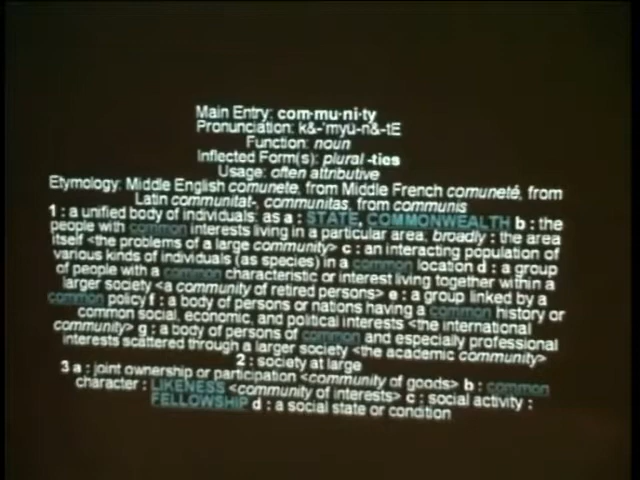 Main Entry: com·mu·ni·ty
Pronunciation: k&-'myü-n&-tE
Function: noun
Inflected Form(s): plural -ties
Usage: often attributive
Etymology: Middle English comunete, from Middle French comuneté, from
Latin communitat-, communitas, from communis
1 : a unified body of individuals: as a : STATE, COMMONWEALTH b : the
people with common interests living in a particular area; broadly : the area
itself <the problems of a large community> c : an interacting population of
various kinds of individuals (as species) in a common location d : a group
of people with a common characteristic or interest living together within a
larger society <a community of retired persons> e : a group linked by a
common policy f : a body of persons or nations having a common history or
common social, economic, and political interests <the international
community> g : a body of persons of common and especially professional
interests scattered through a larger society <the academic community>
2 : society at large
3 a : joint ownership or participation <community of goods> b : common
character : LIKENESS <community of interests> c : social activity :
FELLOWSHIP d : a social state or condition